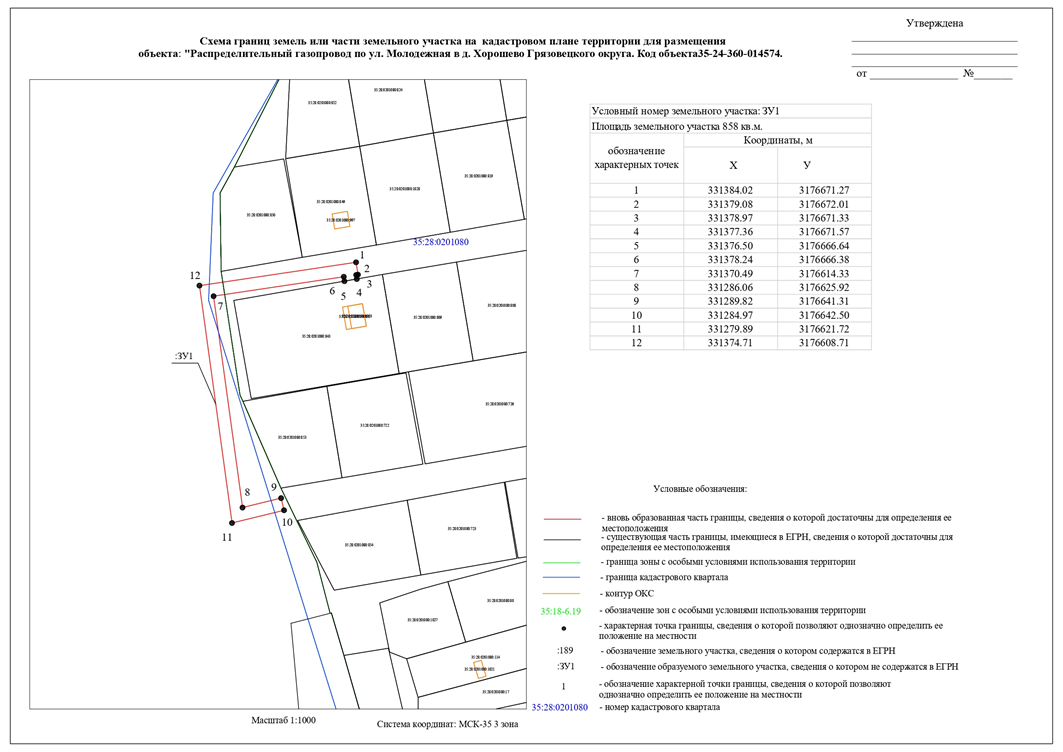 Утверждена
от _________________ №_______
Схема границ земель или части земельного участка на кадастровом плане территории для размещения
объекта: "Распределительный газопровод по ул. Молодежная в д. Хорошево Грязовецкого округа. Код объекта35-24-360-014574.
Условный номер земельного участка: ЗУ1
Площадь земельного участка 858 кв.м.
обозначение характерных точек Координаты, м
X У
1 331384.02 3176671.27
2 331379.08 3176672.01
3 331378.97 3176671.33
4 331377.36 3176671.57
5 331376.50 3176666.64
6 331378.24 3176666.38
7 331370.49 3176614.33
8 331286.06 3176625.92
9 331289.82 3176641.31
10 331284.97 3176642.50
11 331279.89 3176621.72
12 331374.71 3176608.71
35:28:0201080
1
2
3
4
5
6
7
8
9
10
11
12
:ЗУ1
Масштаб 1:1000
Система координат: МСК-35 3 зона
Условные обозначения:
- вновь образованная часть границы, сведения о которой достаточны для определения ее
местоположения
- существующая часть границы, имеющиеся в ЕГРН, сведения о которой достаточны для
определения ее местоположения
- граница зоны с особыми условиями использования территории
- граница кадастрового квартала
- контур ОКС
35:18-6.19 - обозначение зон с особыми условиями использования территории
- характерная точка границы, сведения о которой позволяют однозначно определить ее
положение на местности
:189 - обозначение земельного участка, сведения о котором содержатся в ЕГРН
:ЗУ1 - обозначение образуемого земельного участка, сведения о котором не содержатся в ЕГРН
1 - обозначение характерной точки границы, сведения о которой позволяют
однозначно определить ее положение на местности
35:28:0201080 - номер кадастрового квартала